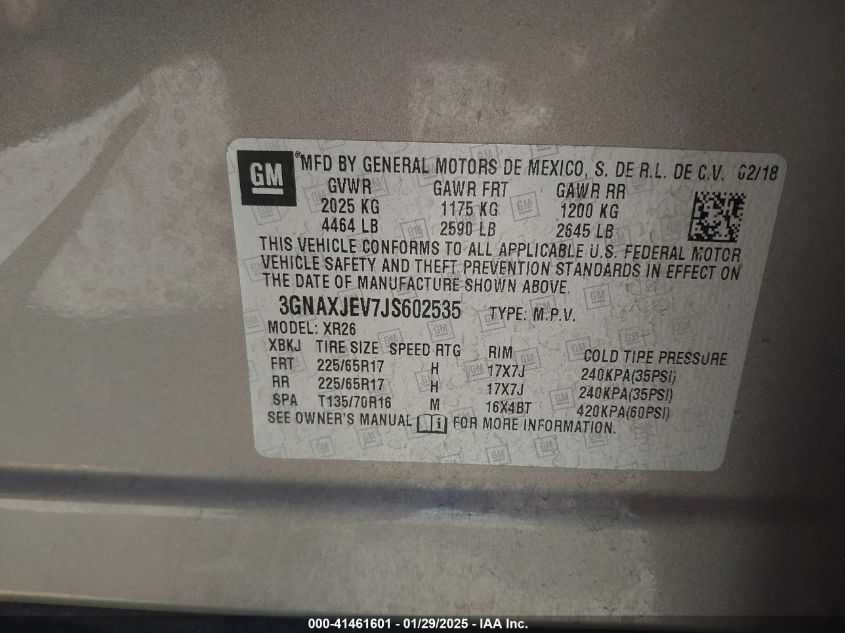 GM ®MFD BY GENERAL MOTORS DE MEXICO, S. DE R.L. DE C.V. 02/18
GVWR GAWR FRT GAWR RR
2025 KG 1175 KG 1200 KG
4464 LB 2590 LB 2645 LB
THIS VEHICLE CONFORMS TO ALL APPLICABLE U.S. FEDERAL MOTOR
VEHICLE SAFETY AND THEFT PREVENTION STANDARDS IN EFFECT ON
THE DATE OF MANUFACTURE SHOWN ABOVE.
3GNAXJEV7JS602535 TYPE: M.P.V.
MODEL: XR26
XBKJ TIRE SIZE SPEED RTG RIM COLD TIPE PRESSURE
FRT 225/65R17 H 17X7J 240KPA(35PSI)
RR 225/65R17 H 17X7J 240KPA(35PSI)
SPA T135/70R16 M 16X4BT 420KPA(60PSI)
SEE OWNER'S MANUAL i FOR MORE INFORMATION.
000-41461601 - 01/29/2025 - IAA Inc.